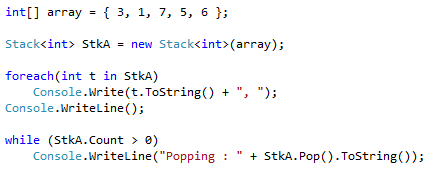 int[] array = { 3, 1, 7, 5, 6 };
Stack<int> StkA = new Stack<int>(array);
foreach(int t in StkA)
Console.Write(t.ToString() + ", ");
Console.WriteLine();
while (StkA.Count > 0)
Console.WriteLine("Popping : " + StkA.Pop().ToString());